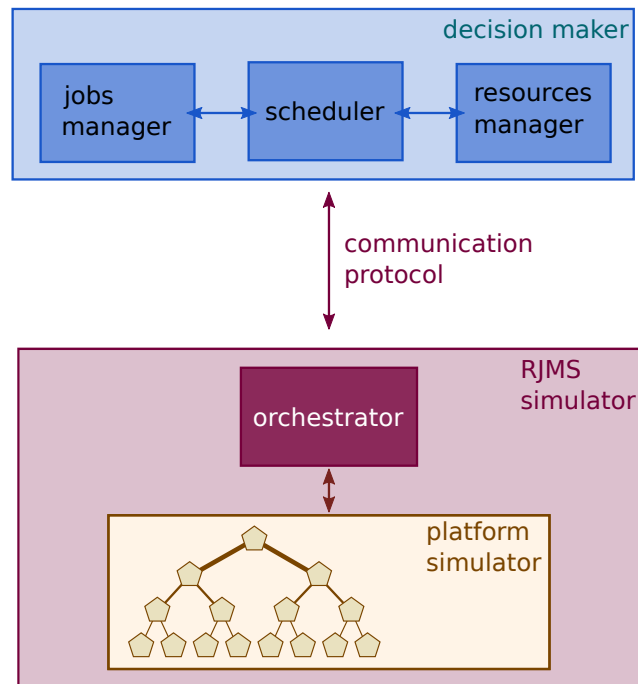 decision maker
jobs
manager
scheduler
resources
manager
communication
protocol
RJMS
simulator
orchestrator
platform
simulator